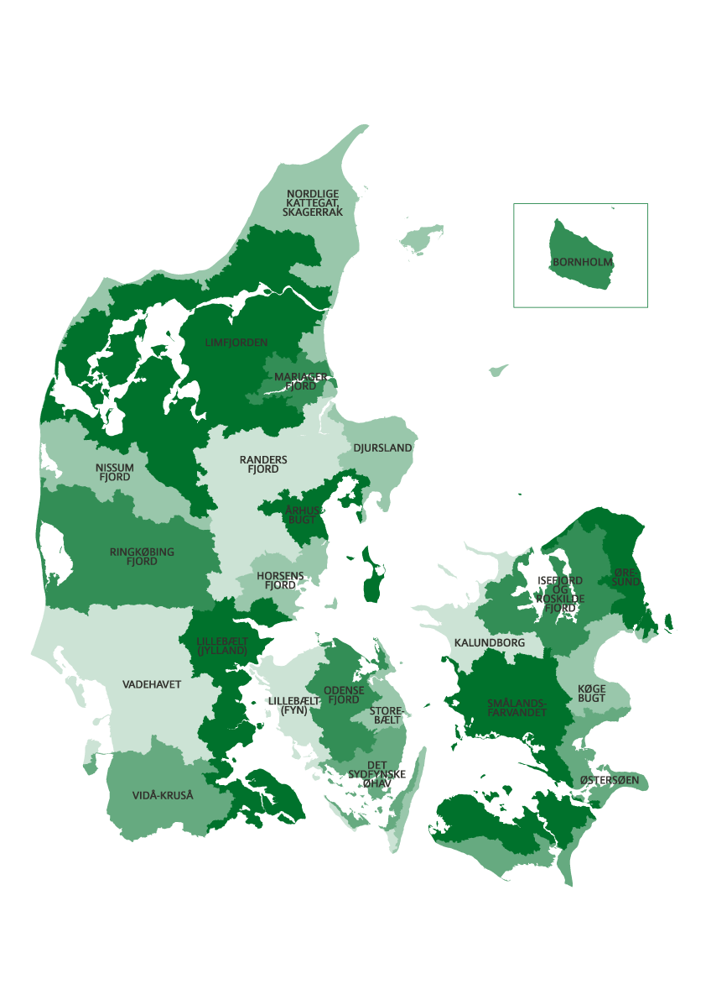 NORDLIGE
KATTEGAT,
SKAGERRAK
BORNHOLM
LIMFJORDEN
MARIAGER
FJORD
DJURSLAND
RANDERS
FJORD
NISSUM
FJORD
ÅRHUS
BUGT
RINGKØBING
FJORD
HORSENS
FJORD
ISEFJORD
OG
ROSKILDE
FJORD
ØRE-
SUND
LILLEBÆLT
(JYLLAND)
KALUNDBORG
VADEHAVET
LILLEBÆLT
(FYN)
ODENSE
FJORD
STORE-
BÆLT
SMÅLANDS-
FARVANDET
KØGE
BUGT
DET
SYDFYNSKE
ØHAV
ØSTERSØEN
VIDÅ-KRUSÅ